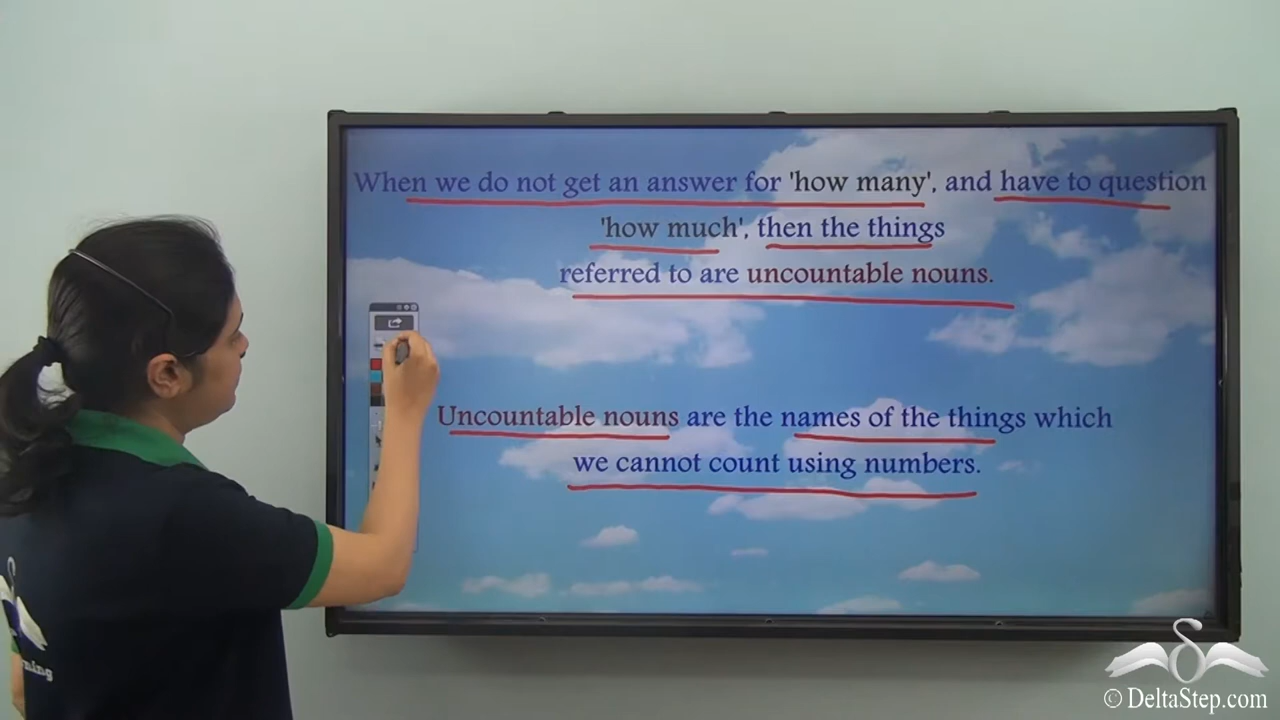 When we do not get an answer for 'how many', and have to question
'how much', then the things
referred to are uncountable nouns.
Uncountable nouns are the names of the things which
we cannot count using numbers.
© DeltaStep.com